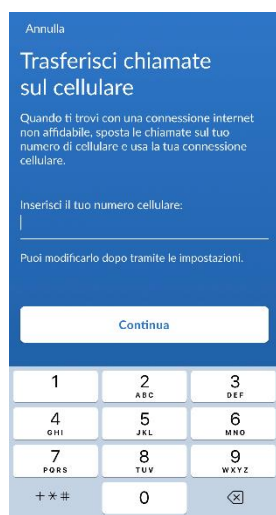 Annulla
Trasferisci chiamate
sul cellulare
Quando ti trovi con una connessione internet
non affidabile, sposta le chiamate sul tuo
numero di cellulare e usa la tua connessione
cellulare.
Inserisci il tuo numero cellulare:
Puoi modificarlo dopo tramite le impostazioni.
Continua
1 2 3
ABC DEF
4 5 6
GHI JKL MNO
7 8 9
PQRS TUV WXYZ
+*# 0